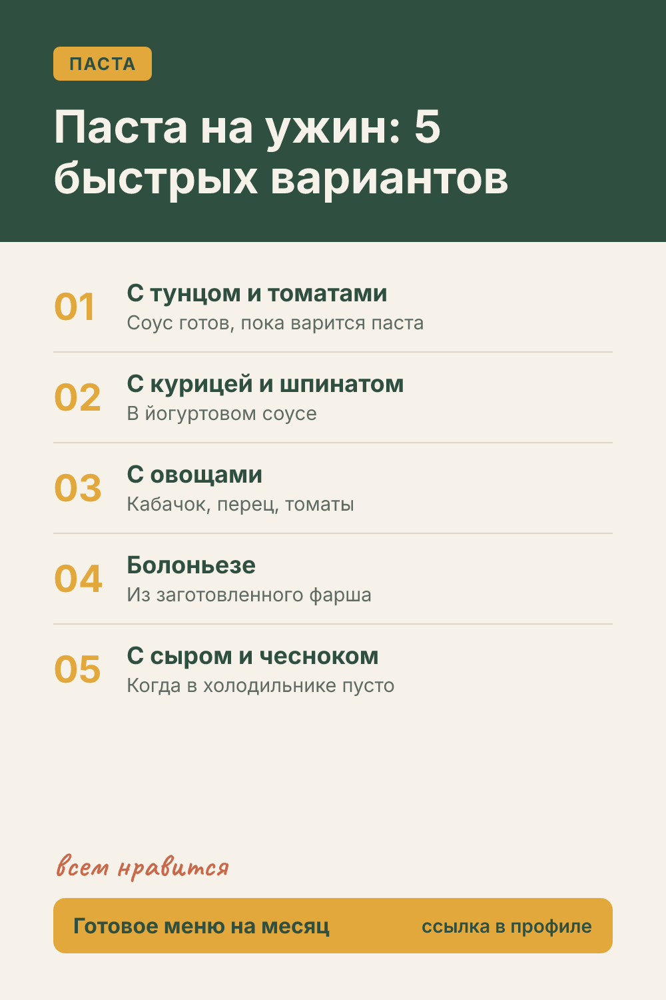 ПАСТА
Паста на ужин: 5
быстрых вариантов
01
С тунцом и томатами
Соус готов, пока варится паста
02
С курицей и шпинатом
В йогуртовом соусе
03
С овощами
Кабачок, перец, томаты
04
Болоньезе
Из заготовленного фарша
05
С сыром и чесноком
Когда в холодильнике пусто
всем нравится
Готовое меню на месяц
ссылка в профиле